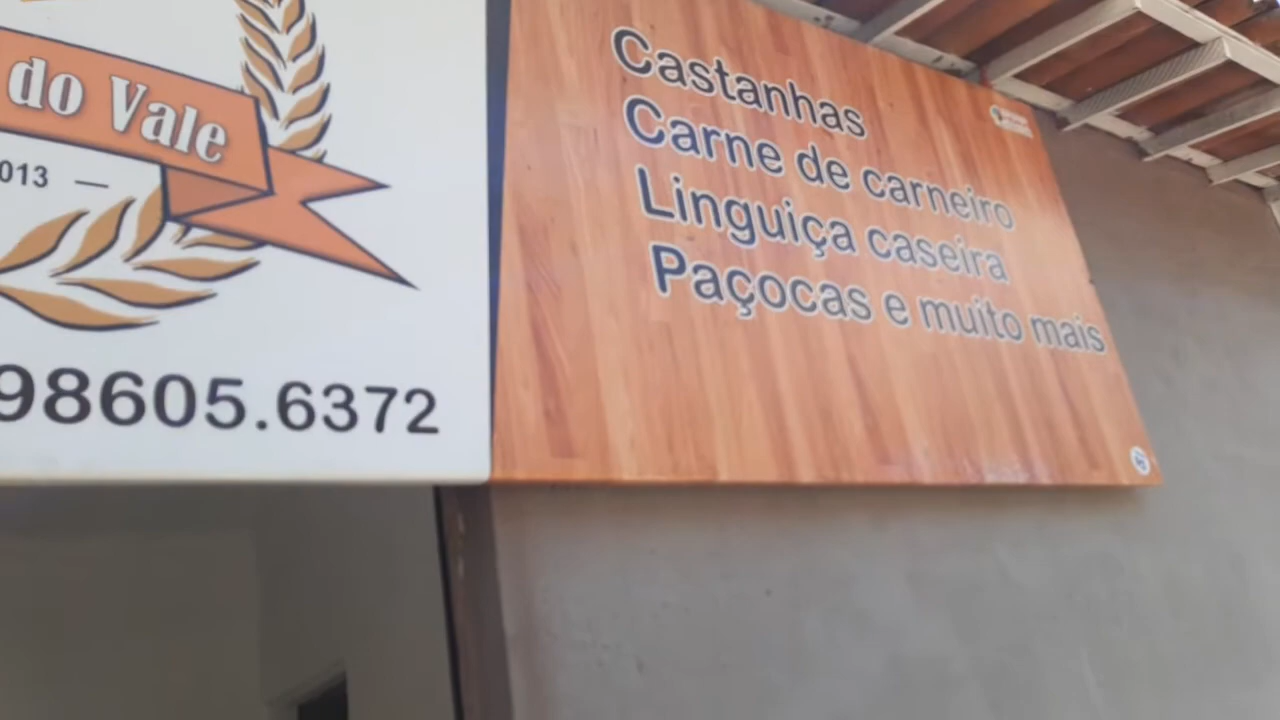 do Vale
013 —
98605.6372
Castanhas
Carne de carneiro
Linguiça caseira
Paçocas e muito mais